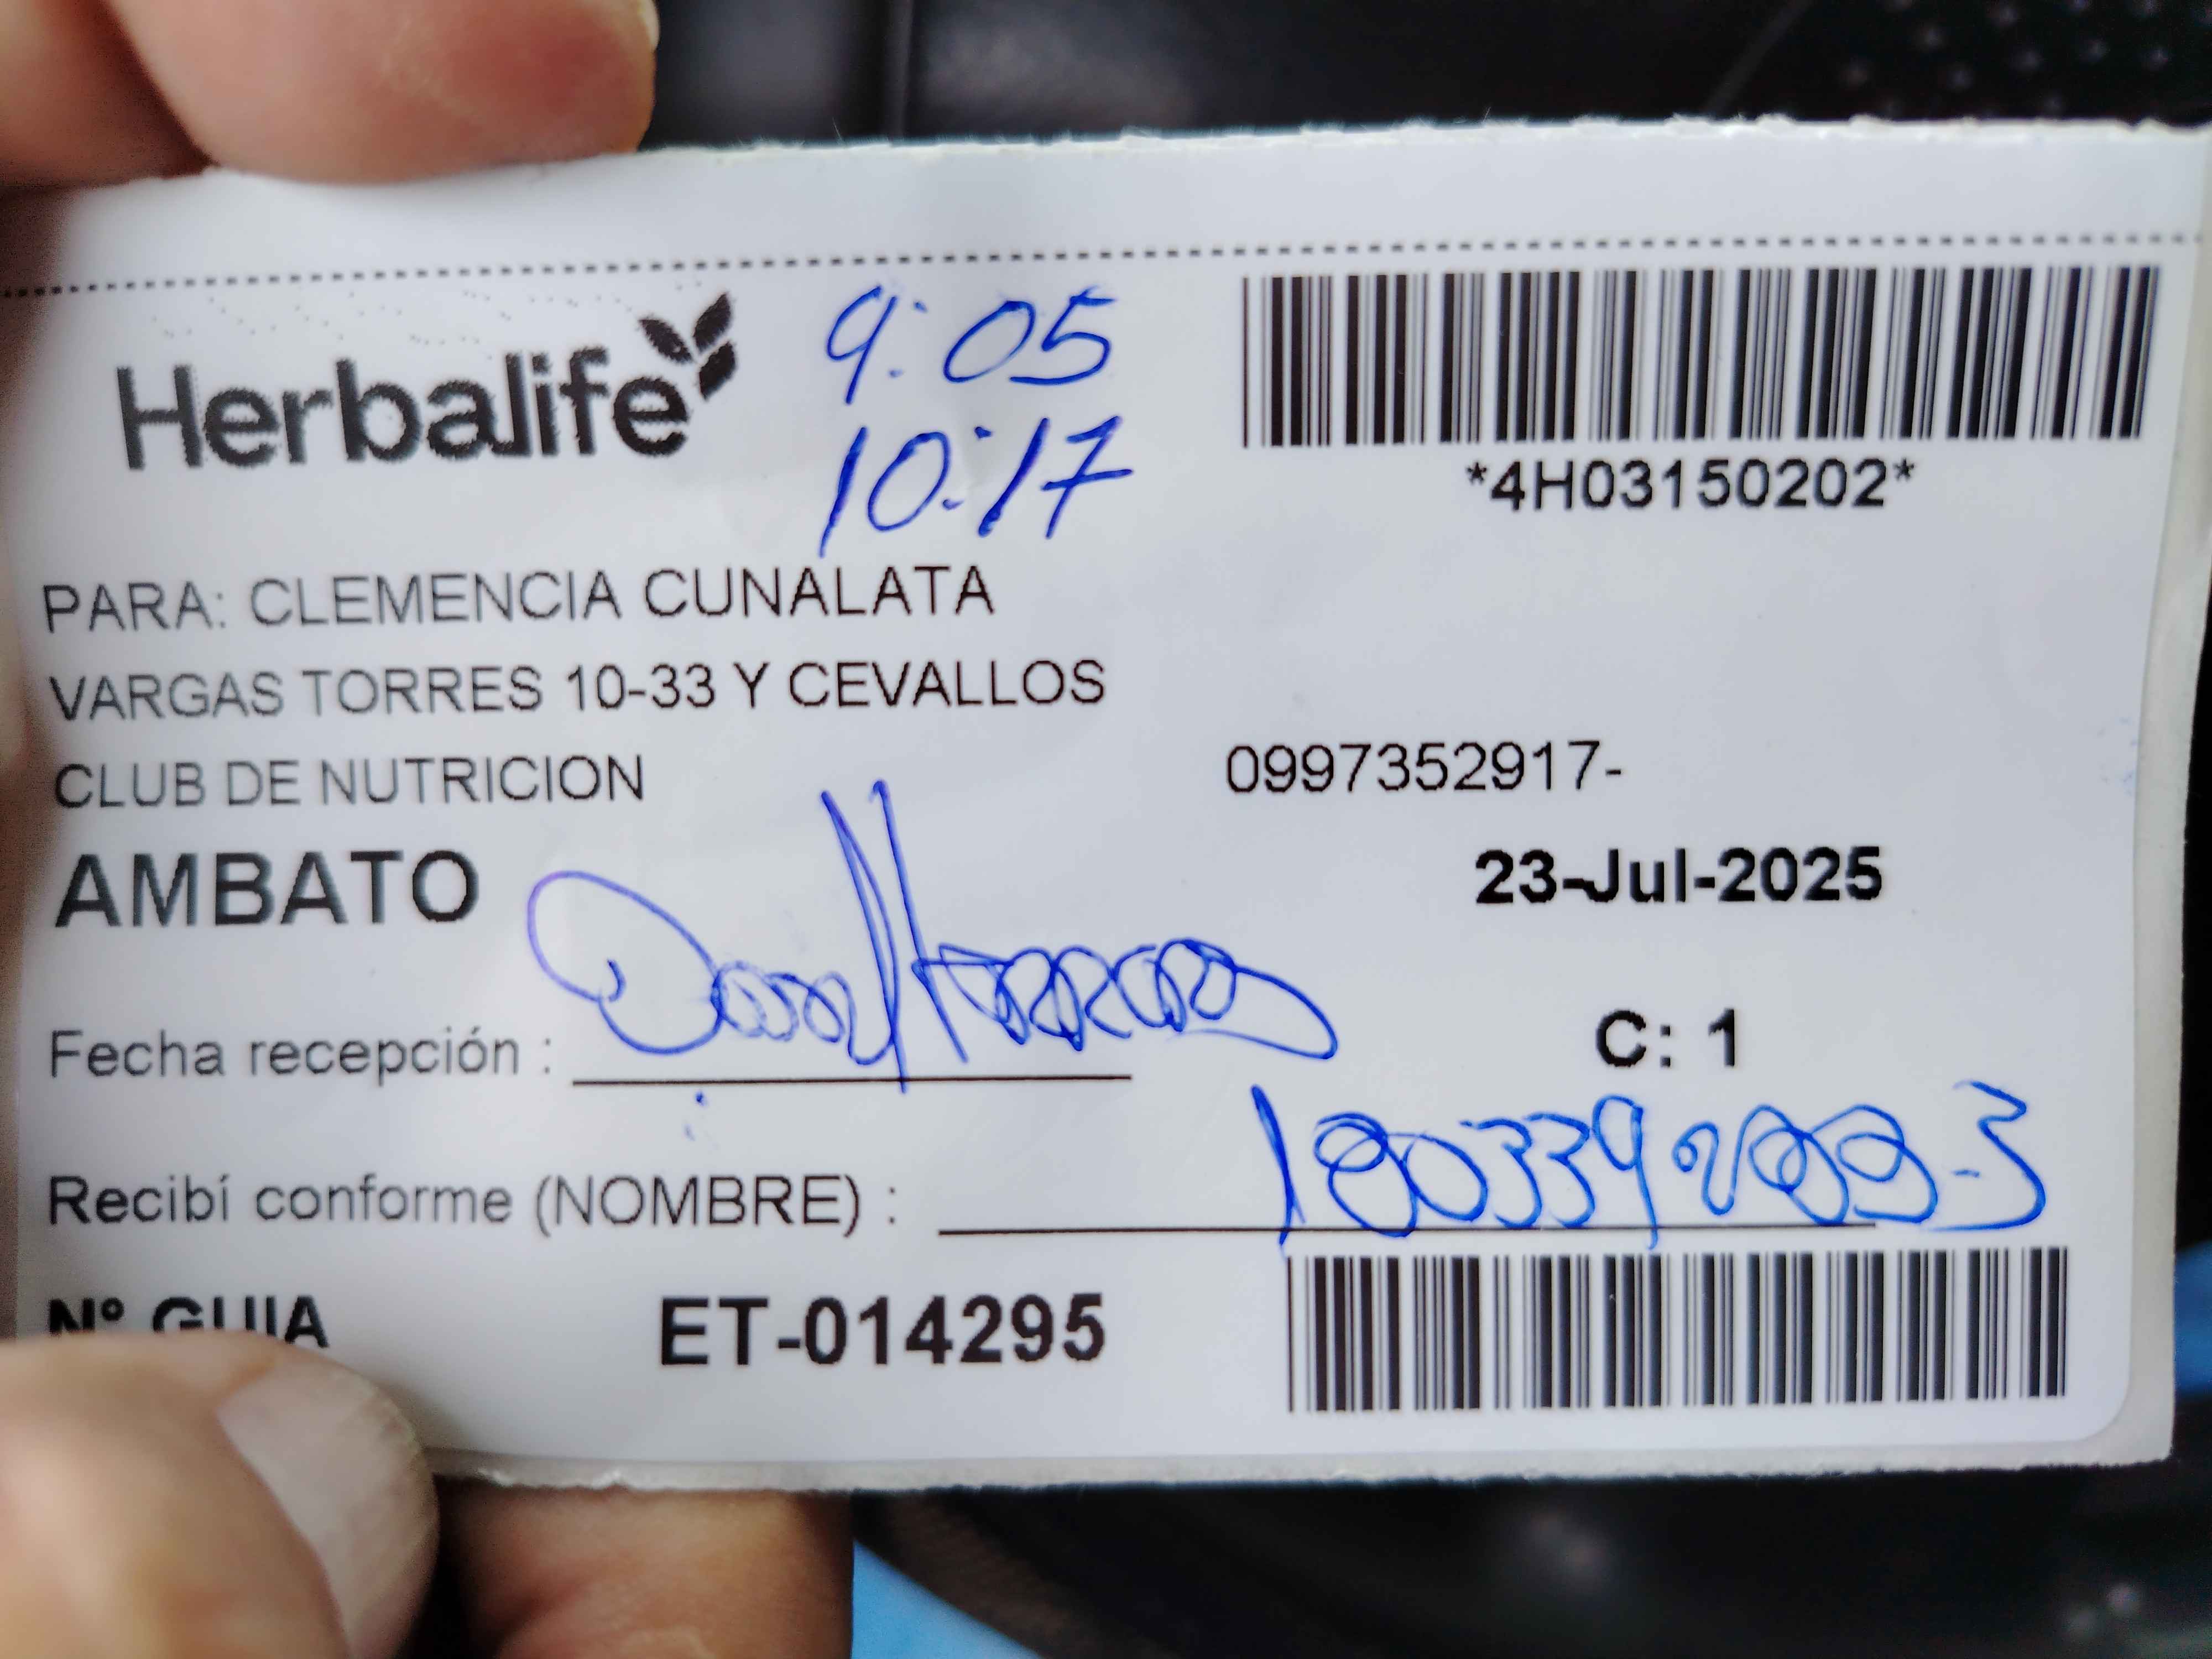 Herbalife
9:05
10:17
*4H03150202*
PARA: CLEMENCIA CUNALATA
VARGAS TORRES 10-33 Y CEVALLOS
CLUB DE NUTRICION
0997352917-
AMBATO
23-Jul-2025
Fecha recepción :
C: 1
Recibí conforme (NOMBRE) :
Nº GUIA ET-014295